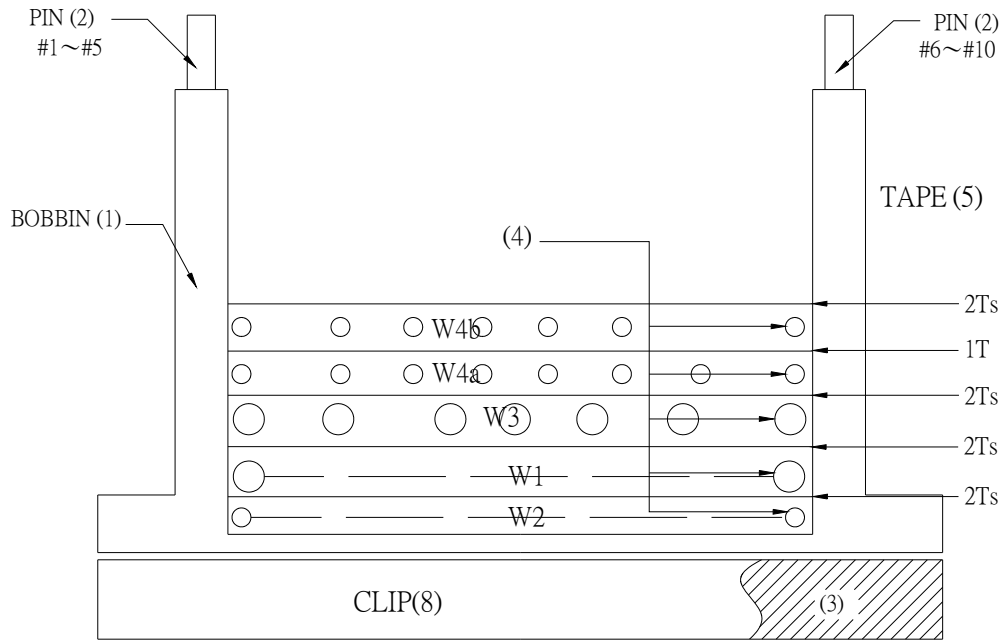 PIN (2)
#1～#5
PIN (2)
#6～#10
TAPE (5)
BOBBIN (1)
(4)
2Ts
W4b
1T
W4a
2Ts
W3
2Ts
W1
2Ts
W2
CLIP(8)
(3)